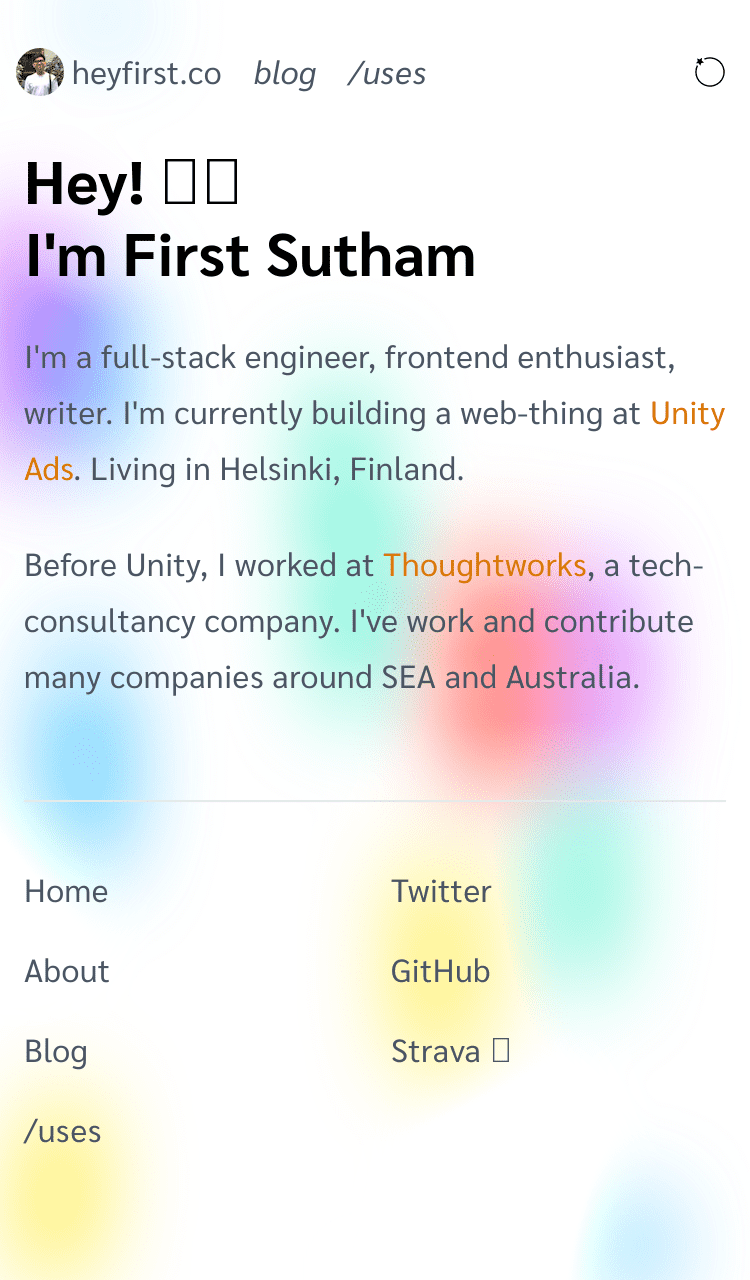 heyfirst.co blog /uses
Hey!
I'm First Sutham
I'm a full-stack engineer, frontend enthusiast,
writer. I'm currently building a web-thing at Unity
Ads. Living in Helsinki, Finland.
Before Unity, I worked at Thoughtworks, a tech-
consultancy company. I've work and contribute
many companies around SEA and Australia.
Home
Twitter
About
GitHub
Blog
Strava
/uses